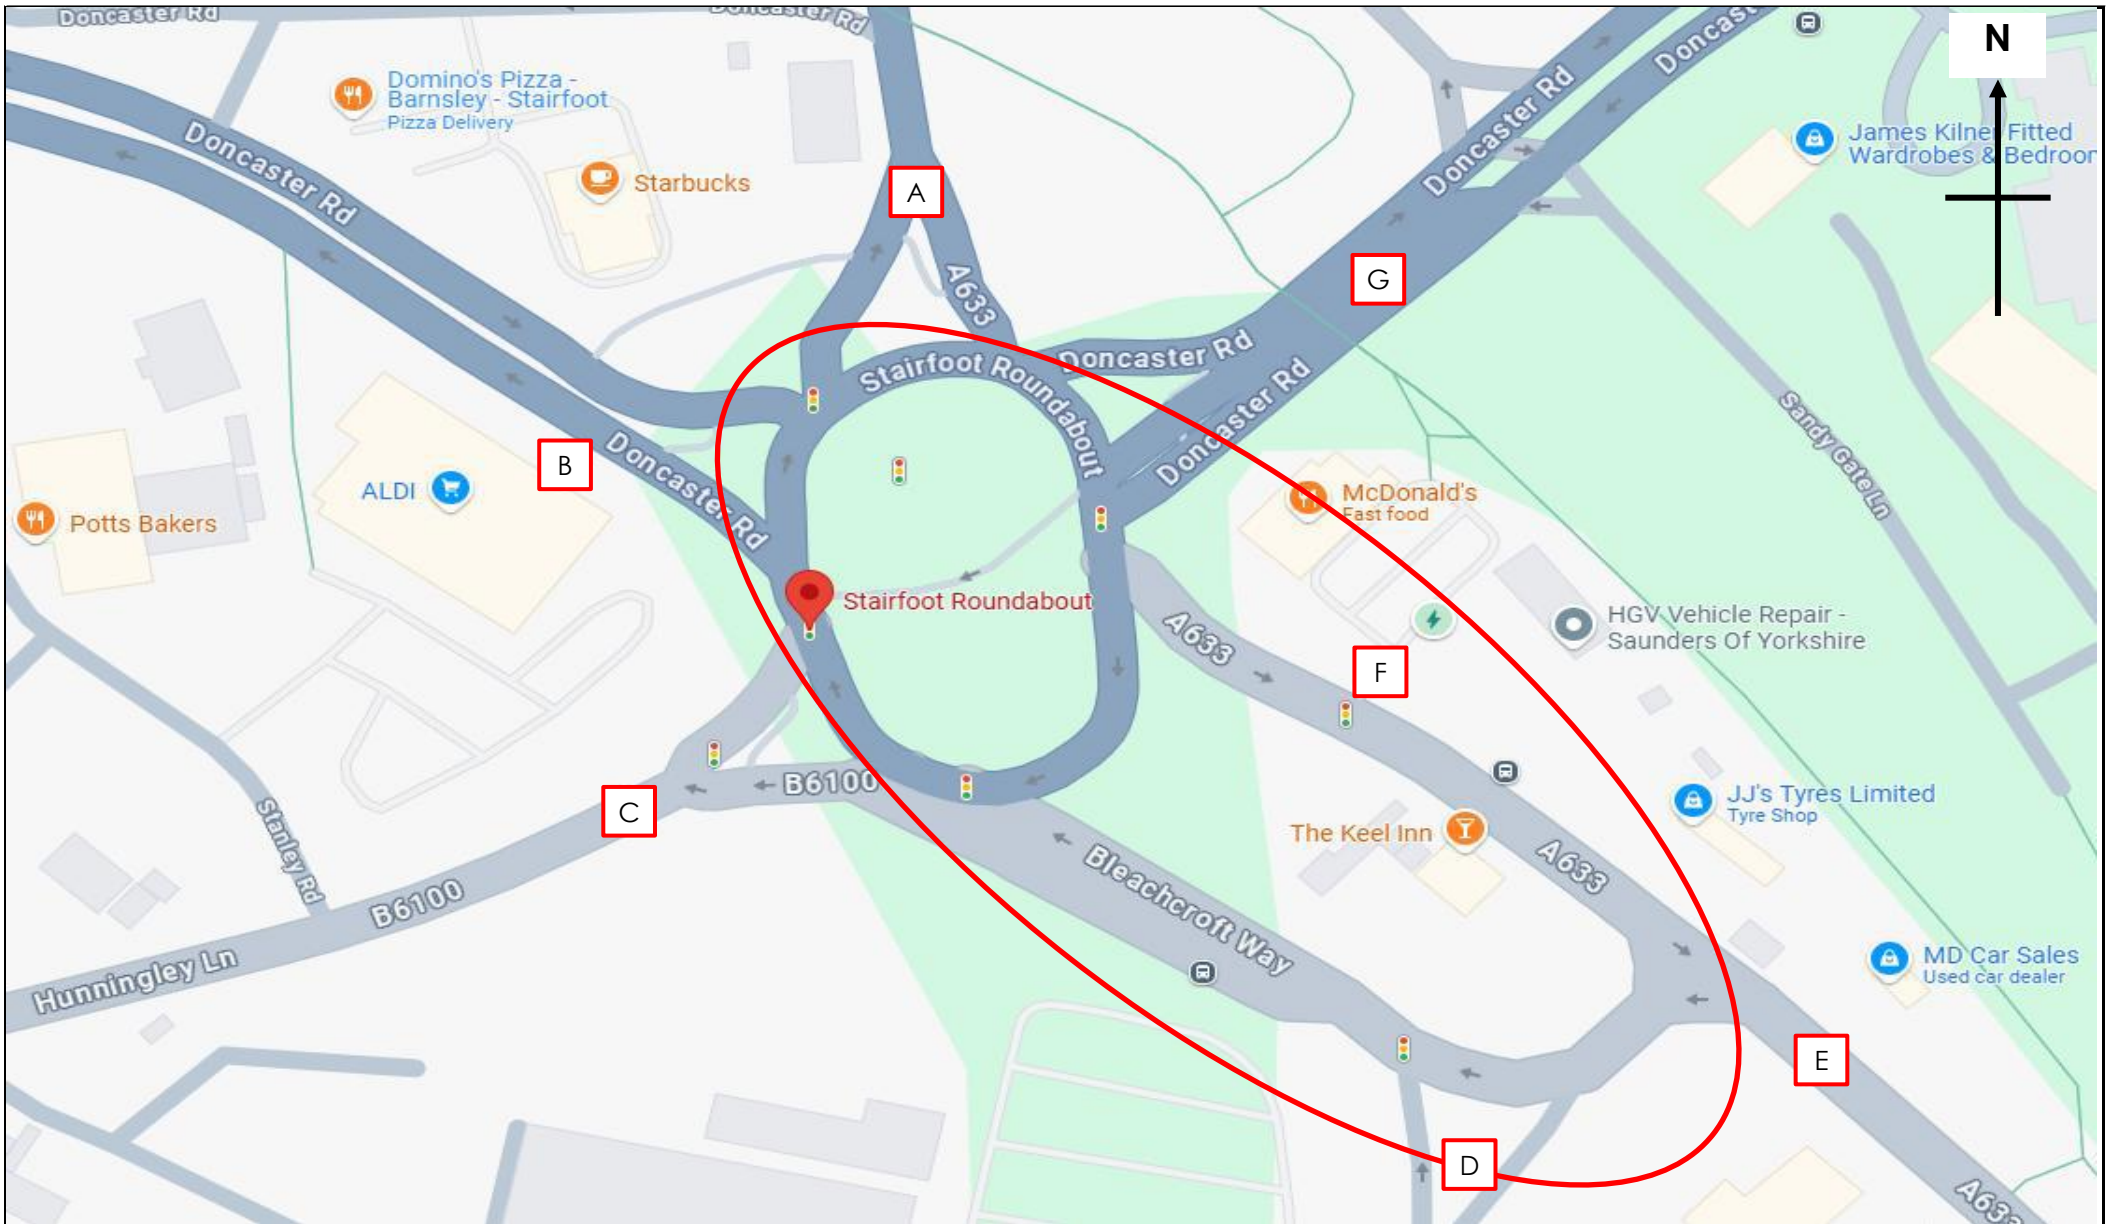 Doncaster Rd
Doncaster Rd
Doncaster Rd
N
Domino's Pizza -
Barnsley - Stairfoot
Pizza Delivery
Doncaster Rd
Doncaster Rd
James Kilner Fitted
Wardrobes & Bedroor
Starbucks
A
A633
G
Stairfoot Roundabout
Doncaster Rd
Doncaster Rd
Sandy Gate Ln
B
Doncaster Rd
ALDI
Potts Bakers
McDonald's
Fast food
Stairfoot Roundabout
A633
HGV Vehicle Repair -
Saunders Of Yorkshire
F
B6100
C
Stanley Rd
JJ's Tyres Limited
Tyre Shop
The Keel Inn
A633
Bleachcroft Way
B6100
Hunningley Ln
MD Car Sales
Used car dealer
E
D
A633